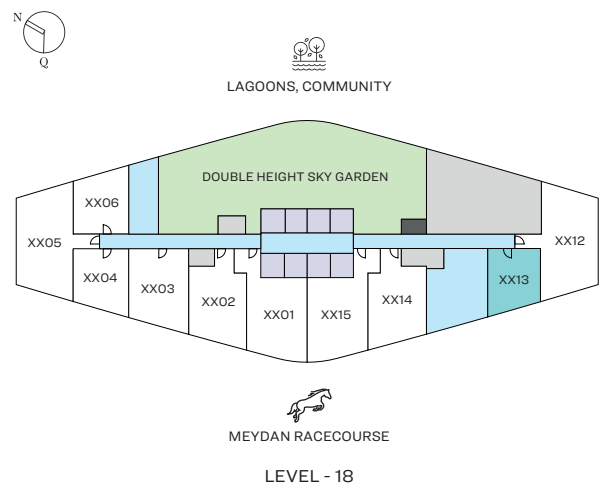 N
Q
LAGOONS, COMMUNITY
DOUBLE HEIGHT SKY GARDEN
XX06
XX05
XX12
XX04
XX03
XX02
XX01
XX15
XX14
XX13
MEYDAN RACECOURSE
LEVEL - 18